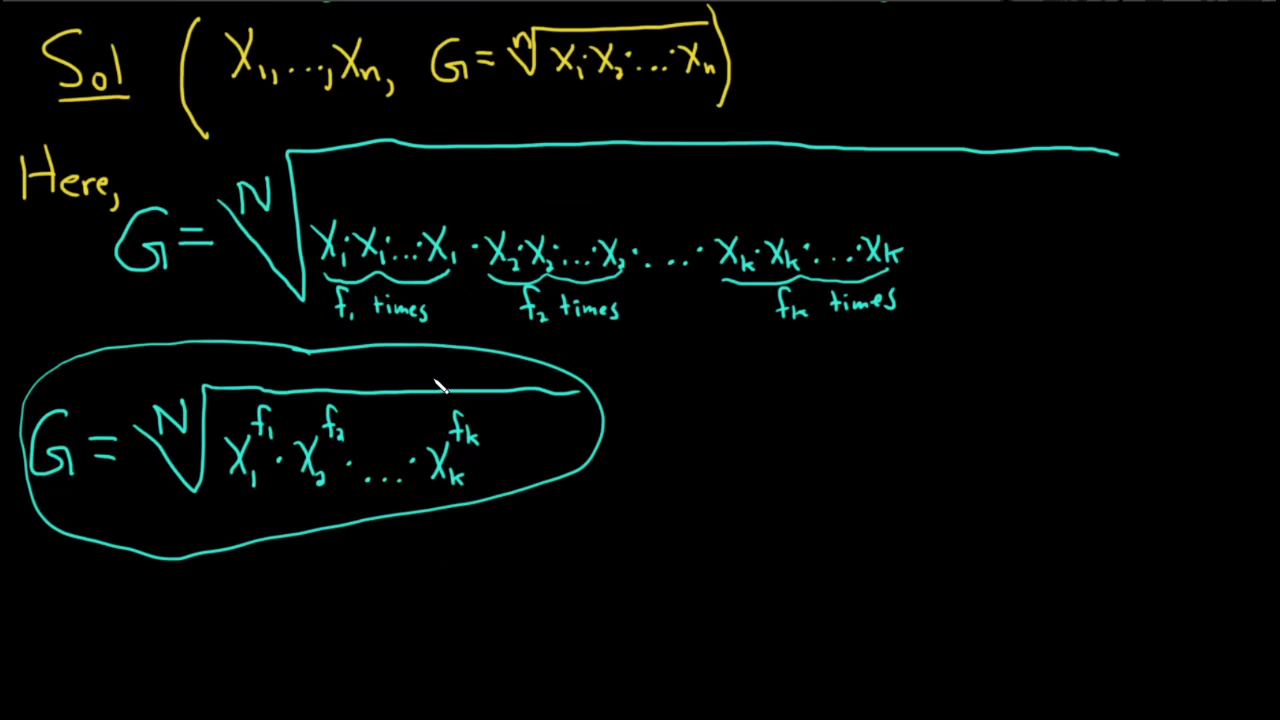 Sol ( X₁,...,Xₙ, G = ⁿ√(X₁·X₂·...·Xₙ) )
Here,
G = ᴺ√(X₁·X₁·...·X₁ · X₂·X₂·...·X₂ · ... · Xₖ·Xₖ·...·Xₖ)
f₁ times f₂ times fₖ times
G = ᴺ√(X₁^f₁ · X₂^f₂ · ... · Xₖ^fₖ)